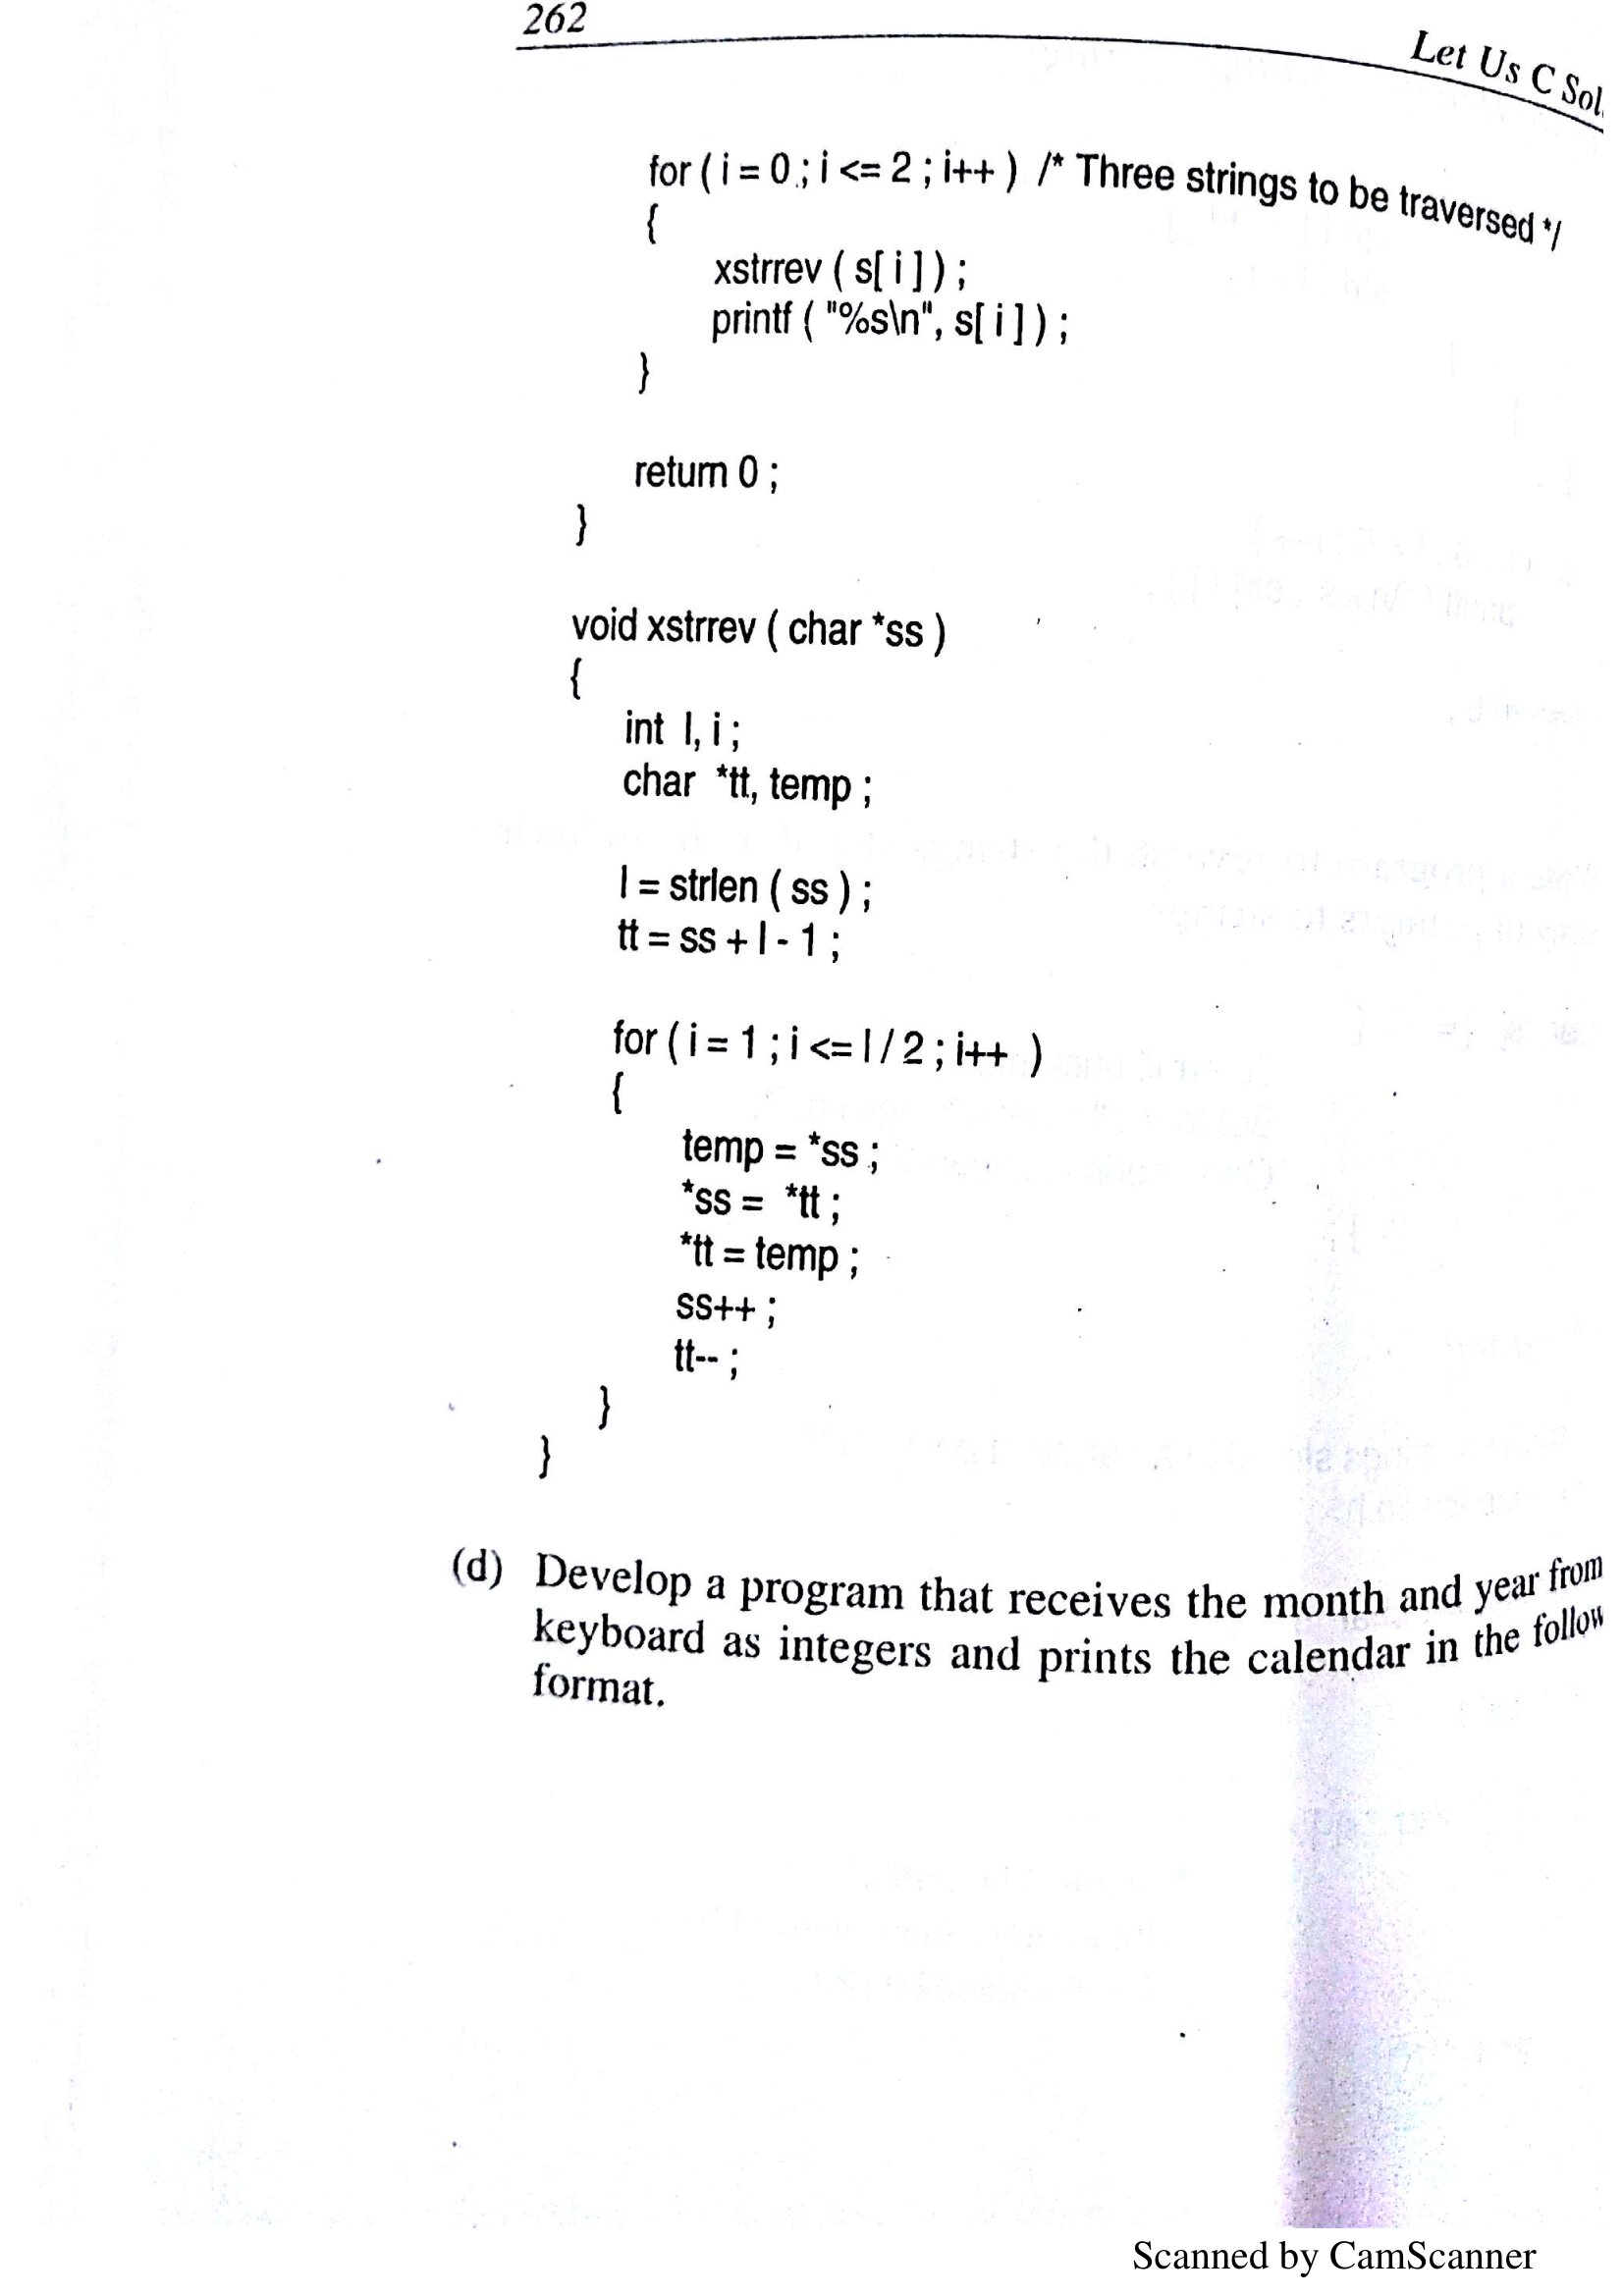 262
Let Us C Sol
for ( i = 0 ; i <= 2 ; i++ ) /* Three strings to be traversed */
{
xstrrev ( s[ i ] ) ;
printf ( "%s\n", s[ i ] ) ;
}
return 0 ;
}
void xstrrev ( char *ss )
{
int l, i ;
char *tt, temp ;
l = strlen ( ss ) ;
tt = ss + l - 1 ;
for ( i = 1 ; i <= l / 2 ; i++ )
{
temp = *ss ;
*ss = *tt ;
*tt = temp ;
ss++ ;
tt-- ;
}
}
(d) Develop a program that receives the month and year from
keyboard as integers and prints the calendar in the follow
format.
Scanned by CamScanner